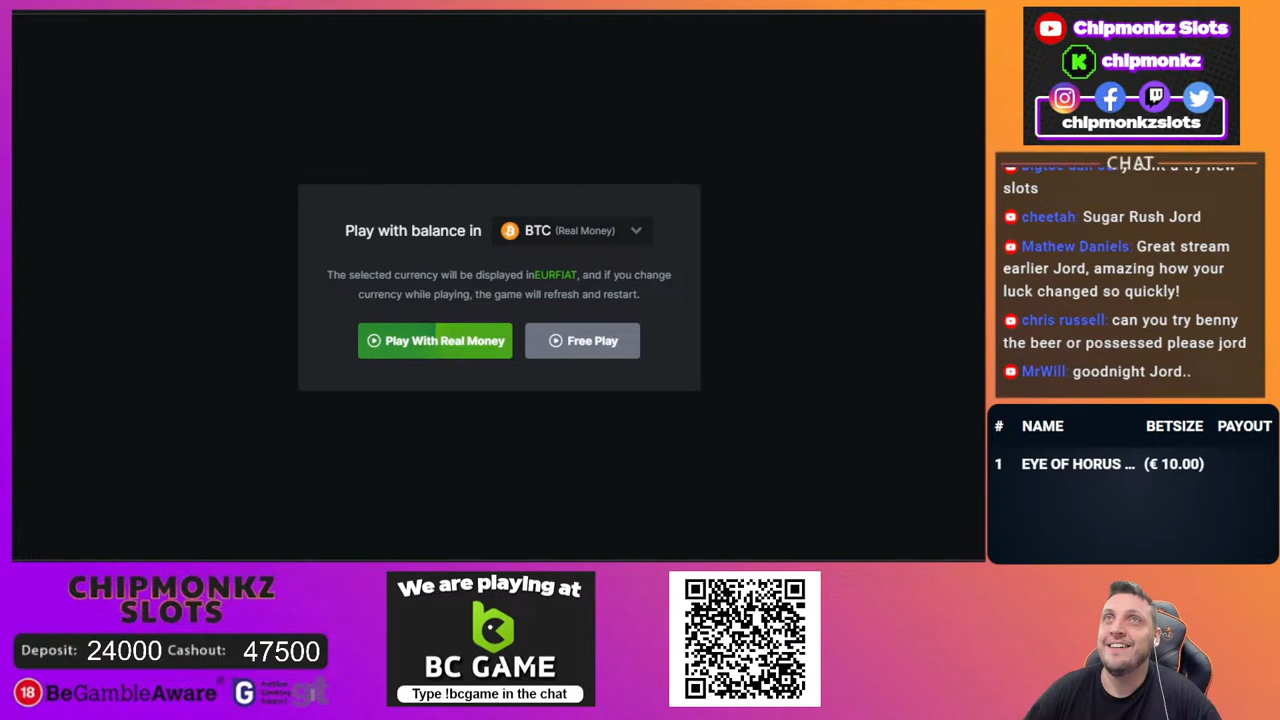 Play with balance in BTC (Real Money)
The selected currency will be displayed inEURFIAT, and if you change
currency while playing, the game will refresh and restart.
Play With Real Money
Free Play
Chipmonkz Slots
K chipmonkz
chipmonkzslots
CHAT
slots
cheetah: Sugar Rush Jord
Mathew Daniels: Great stream
earlier Jord, amazing how your
luck changed so quickly!
chris russell: can you try benny
the beer or possessed please jord
MrWill: goodnight Jord..
# NAME BETSIZE PAYOUT
1 EYE OF HORUS ... (€ 10.00)
CHIPMONKZ
SLOTS
Deposit: 24000 Cashout: 47500
18 BeGambleAware
We are playing at
BC GAME
Type !bcgame in the chat